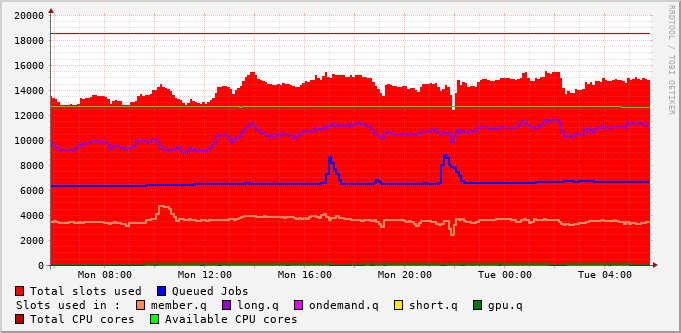 20000
18000
16000
14000
12000
10000
8000
6000
4000
2000
0
Mon 08:00 Mon 12:00 Mon 16:00 Mon 20:00 Tue 00:00 Tue 04:00
RRDTOOL / TOBI OETIKER
Total slots used Queued Jobs
Slots used in : member.q long.q ondemand.q short.q gpu.q
Total CPU cores Available CPU cores